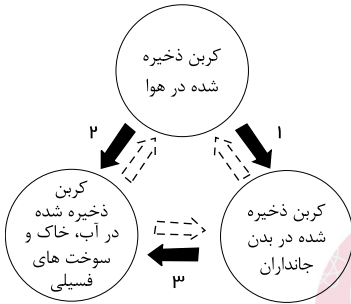 کربن ذخیره
شده در هوا
۱
۲
کربن ذخیره
شده در بدن
جانداران
کربن
ذخیره شده
در آب، خاک و
سوخت های
فسیلی
۳